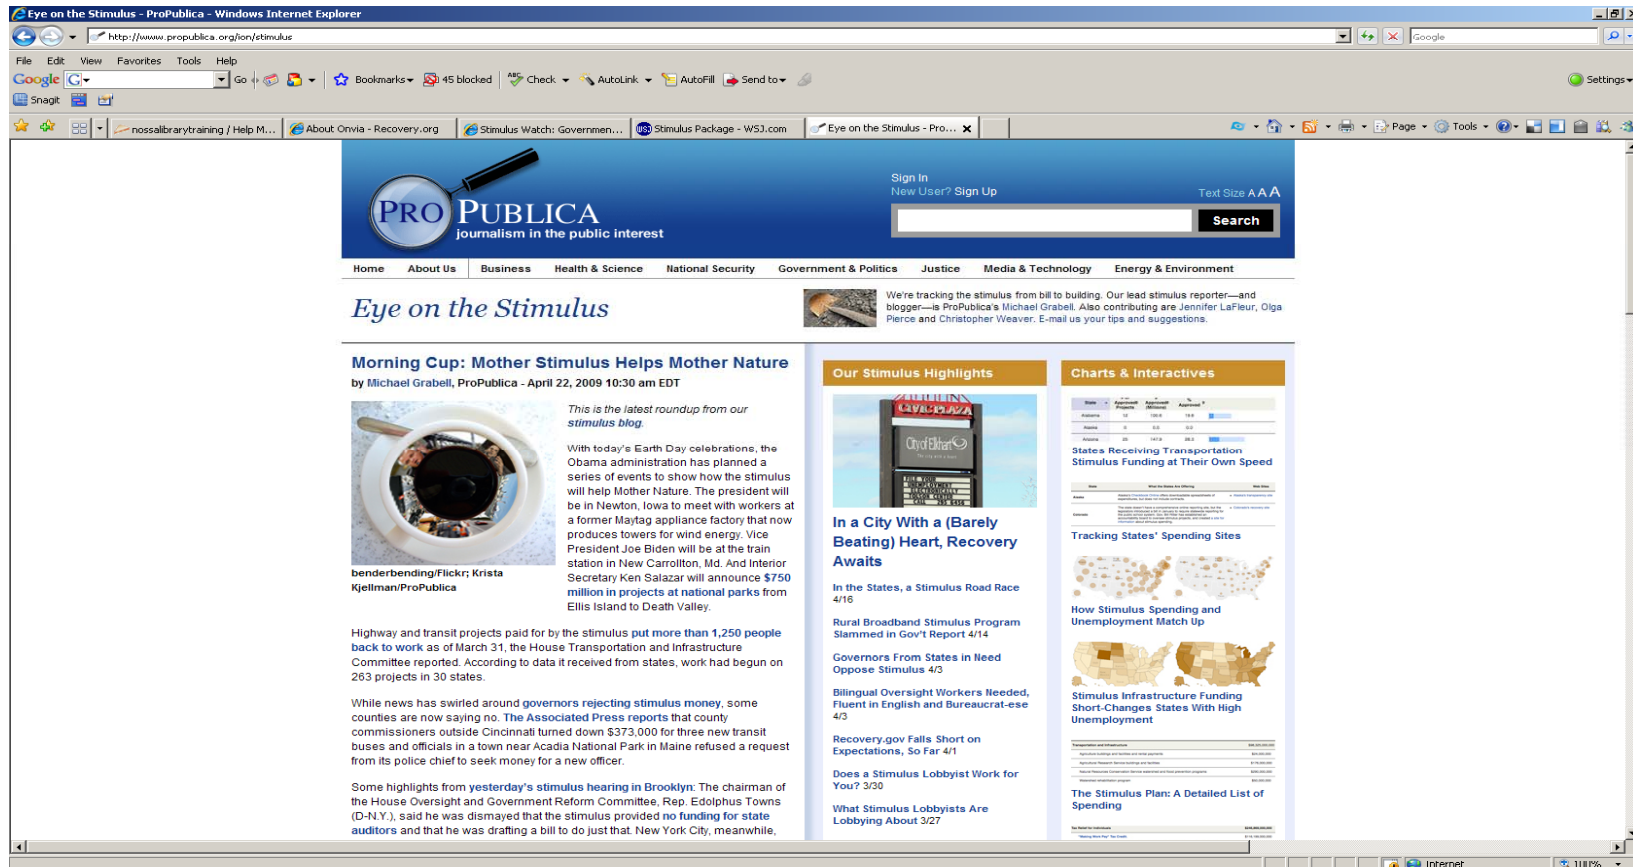 Eye on the Stimulus - ProPublica - Windows Internet Explorer
http://www.propublica.org/ion/stimulus
Google
File Edit View Favorites Tools Help
Google G Go Bookmarks 45 blocked Check AutoLink AutoFill Send to Settings
Snagit
nossalibrarytraining / Help M... About Onvia - Recovery.org Stimulus Watch: Governmen... Stimulus Package - WSJ.com Eye on the Stimulus - Pro... Page Tools
Sign In
New User? Sign Up
Text Size A A A
PRO PUBLICA
journalism in the public interest
Search
Home About Us Business Health & Science National Security Government & Politics Justice Media & Technology Energy & Environment
Eye on the Stimulus
We're tracking the stimulus from bill to building. Our lead stimulus reporter—and
blogger—is ProPublica's Michael Grabell. Also contributing are Jennifer LaFleur, Olga
Pierce and Christopher Weaver. E-mail us your tips and suggestions.
Morning Cup: Mother Stimulus Helps Mother Nature
by Michael Grabell, ProPublica - April 22, 2009 10:30 am EDT
This is the latest roundup from our
stimulus blog.
With today's Earth Day celebrations, the
Obama administration has planned a
series of events to show how the stimulus
will help Mother Nature. The president will
be in Newton, Iowa to meet with workers at
a former Maytag appliance factory that now
produces towers for wind energy. Vice
President Joe Biden will be at the train
station in New Carrollton, Md. And Interior
Secretary Ken Salazar will announce $750
million in projects at national parks from
Ellis Island to Death Valley.
benderbending/Flickr; Krista
Kjellman/ProPublica
Highway and transit projects paid for by the stimulus put more than 1,250 people
back to work as of March 31, the House Transportation and Infrastructure
Committee reported. According to data it received from states, work had begun on
263 projects in 30 states.
While news has swirled around governors rejecting stimulus money, some
counties are now saying no. The Associated Press reports that county
commissioners outside Cincinnati turned down $373,000 for three new transit
buses and officials in a town near Acadia National Park in Maine refused a request
from its police chief to seek money for a new officer.
Some highlights from yesterday's stimulus hearing in Brooklyn: The chairman of
the House Oversight and Government Reform Committee, Rep. Edolphus Towns
(D-N.Y.), said he was dismayed that the stimulus provided no funding for state
auditors and that he was drafting a bill to do just that. New York City, meanwhile,
Our Stimulus Highlights
CIVIC PLAZA
City of Elkhart
FILE YOUR
UNEMPLOYMENT
ELECTRONICALLY
TOLSON CENTER
CALL
In a City With a (Barely
Beating) Heart, Recovery
Awaits
In the States, a Stimulus Road Race
4/16
Rural Broadband Stimulus Program
Slammed in Gov't Report 4/14
Governors From States in Need
Oppose Stimulus 4/3
Bilingual Oversight Workers Needed,
Fluent in English and Bureaucrat-ese
4/3
Recovery.gov Falls Short on
Expectations, So Far 4/1
Does a Stimulus Lobbyist Work for
You? 3/30
What Stimulus Lobbyists Are
Lobbying About 3/27
Charts & Interactives
State Approved Projects Approved (Millions) % Approved
Alabama
Alaska
Arizona
States Receiving Transportation
Stimulus Funding at Their Own Speed
Tracking States' Spending Sites
How Stimulus Spending and
Unemployment Match Up
Stimulus Infrastructure Funding
Short-Changes States With High
Unemployment
The Stimulus Plan: A Detailed List of
Spending
Internet 100%